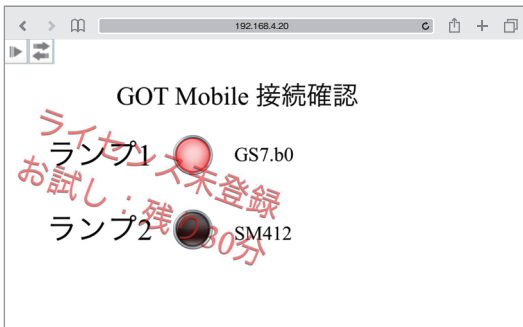 192.168.4.20
GOT Mobile 接続確認
ランプ1
GS7.b0
ライセンス未登録
お試し：残り30分
ランプ2
SM412